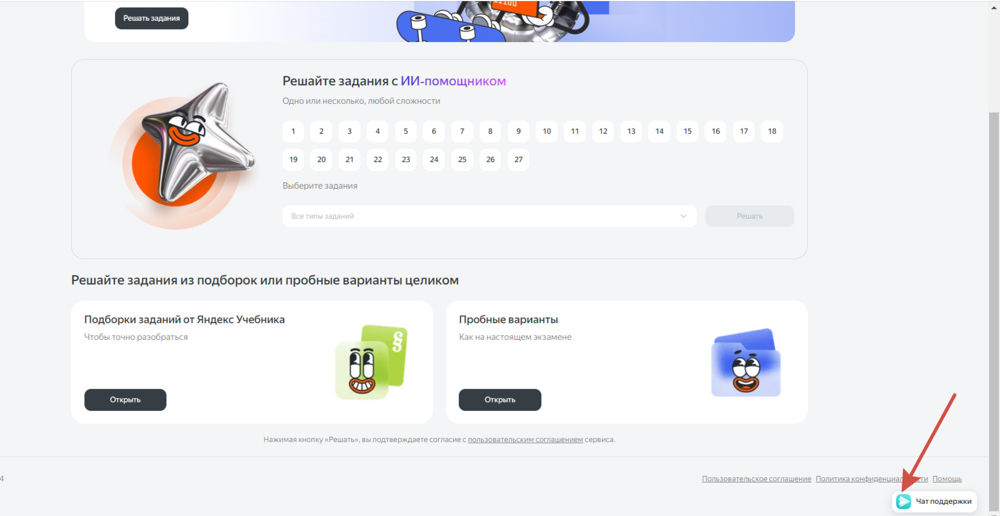 Решать задания
Решайте задания с ИИ-помощником
Одно или несколько, любой сложности
1 2 3 4 5 6 7 8 9 10 11 12 13 14 15 16 17 18
19 20 21 22 23 24 25 26 27
Выберите задания
Все типы заданий
Решать
Решайте задания из подборок или пробные варианты целиком
Подборки заданий от Яндекс Учебника
Чтобы точно разобраться
§
Открыть
Пробные варианты
Как на настоящем экзамене
Открыть
Нажимая кнопку «Решать», вы подтверждаете согласие с пользовательским соглашением сервиса.
4
Пользовательское соглашение Политика Помощь
Чат поддержки